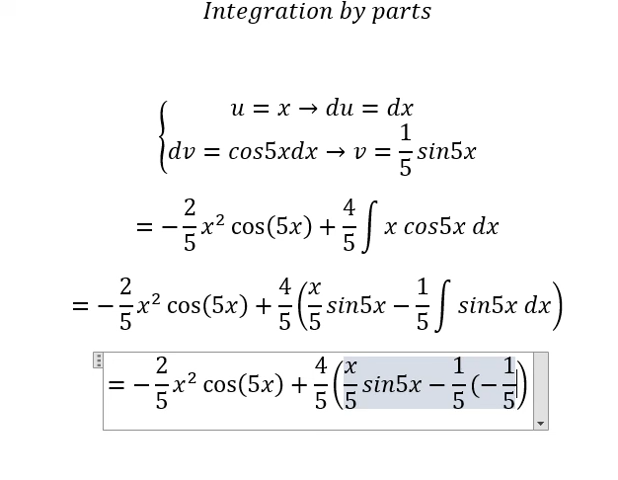 Integration by parts
{ u = x → du = dx
dv = cos5xdx → v = 1/5 sin5x
= −2/5 x² cos(5x) + 4/5 ∫ x cos5x dx
= −2/5 x² cos(5x) + 4/5 (x/5 sin5x − 1/5 ∫ sin5x dx)
= −2/5 x² cos(5x) + 4/5 (x/5 sin5x − 1/5 (−1/5)